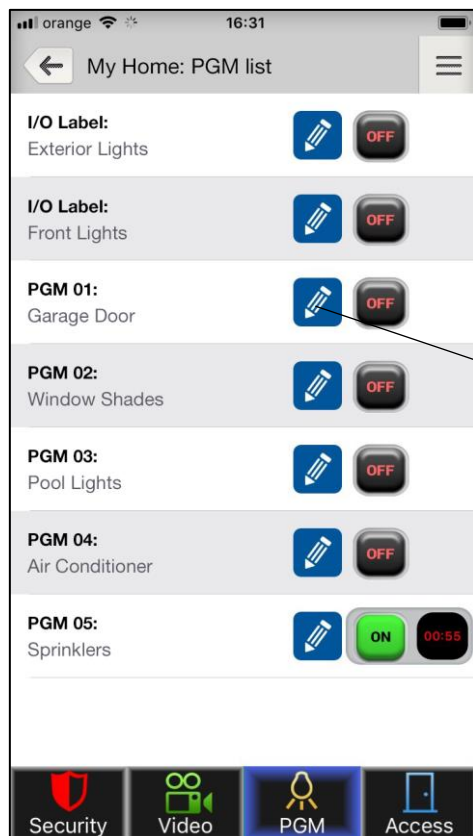 orange 16:31
My Home: PGM list
I/O Label:
Exterior Lights
OFF
I/O Label:
Front Lights
OFF
PGM 01:
Garage Door
OFF
PGM 02:
Window Shades
OFF
PGM 03:
Pool Lights
OFF
PGM 04:
Air Conditioner
OFF
PGM 05:
Sprinklers
ON 00:55
Security Video PGM Access